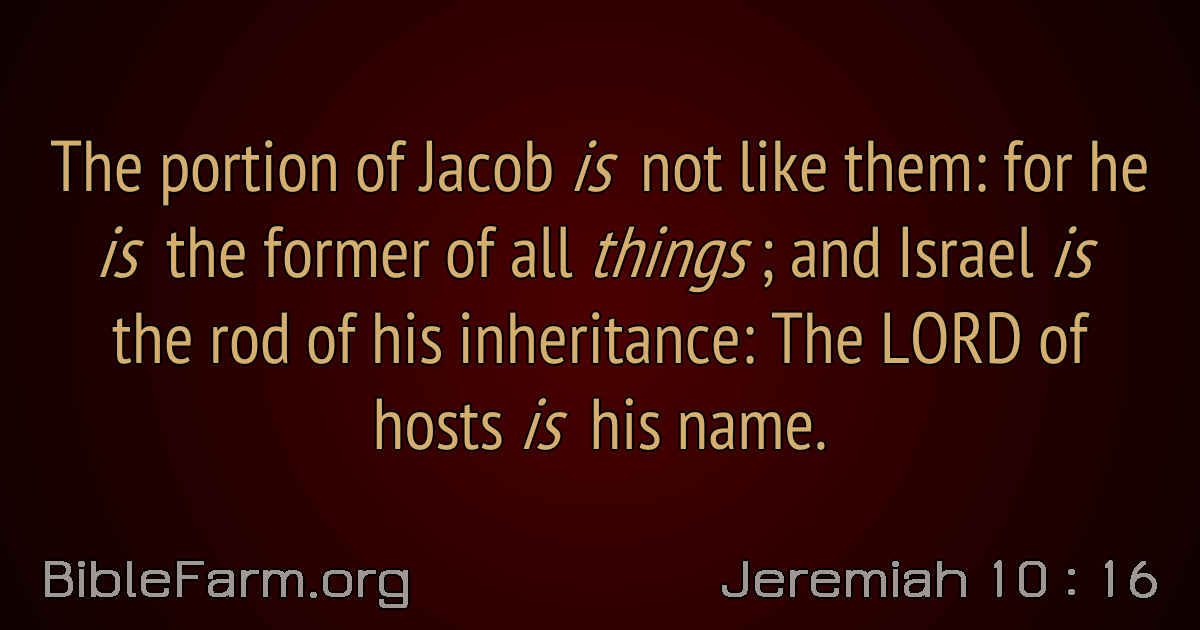 The portion of Jacob is not like them: for he
is the former of all things; and Israel is
the rod of his inheritance: The LORD of
hosts is his name.
BibleFarm.org
Jeremiah 10 : 16